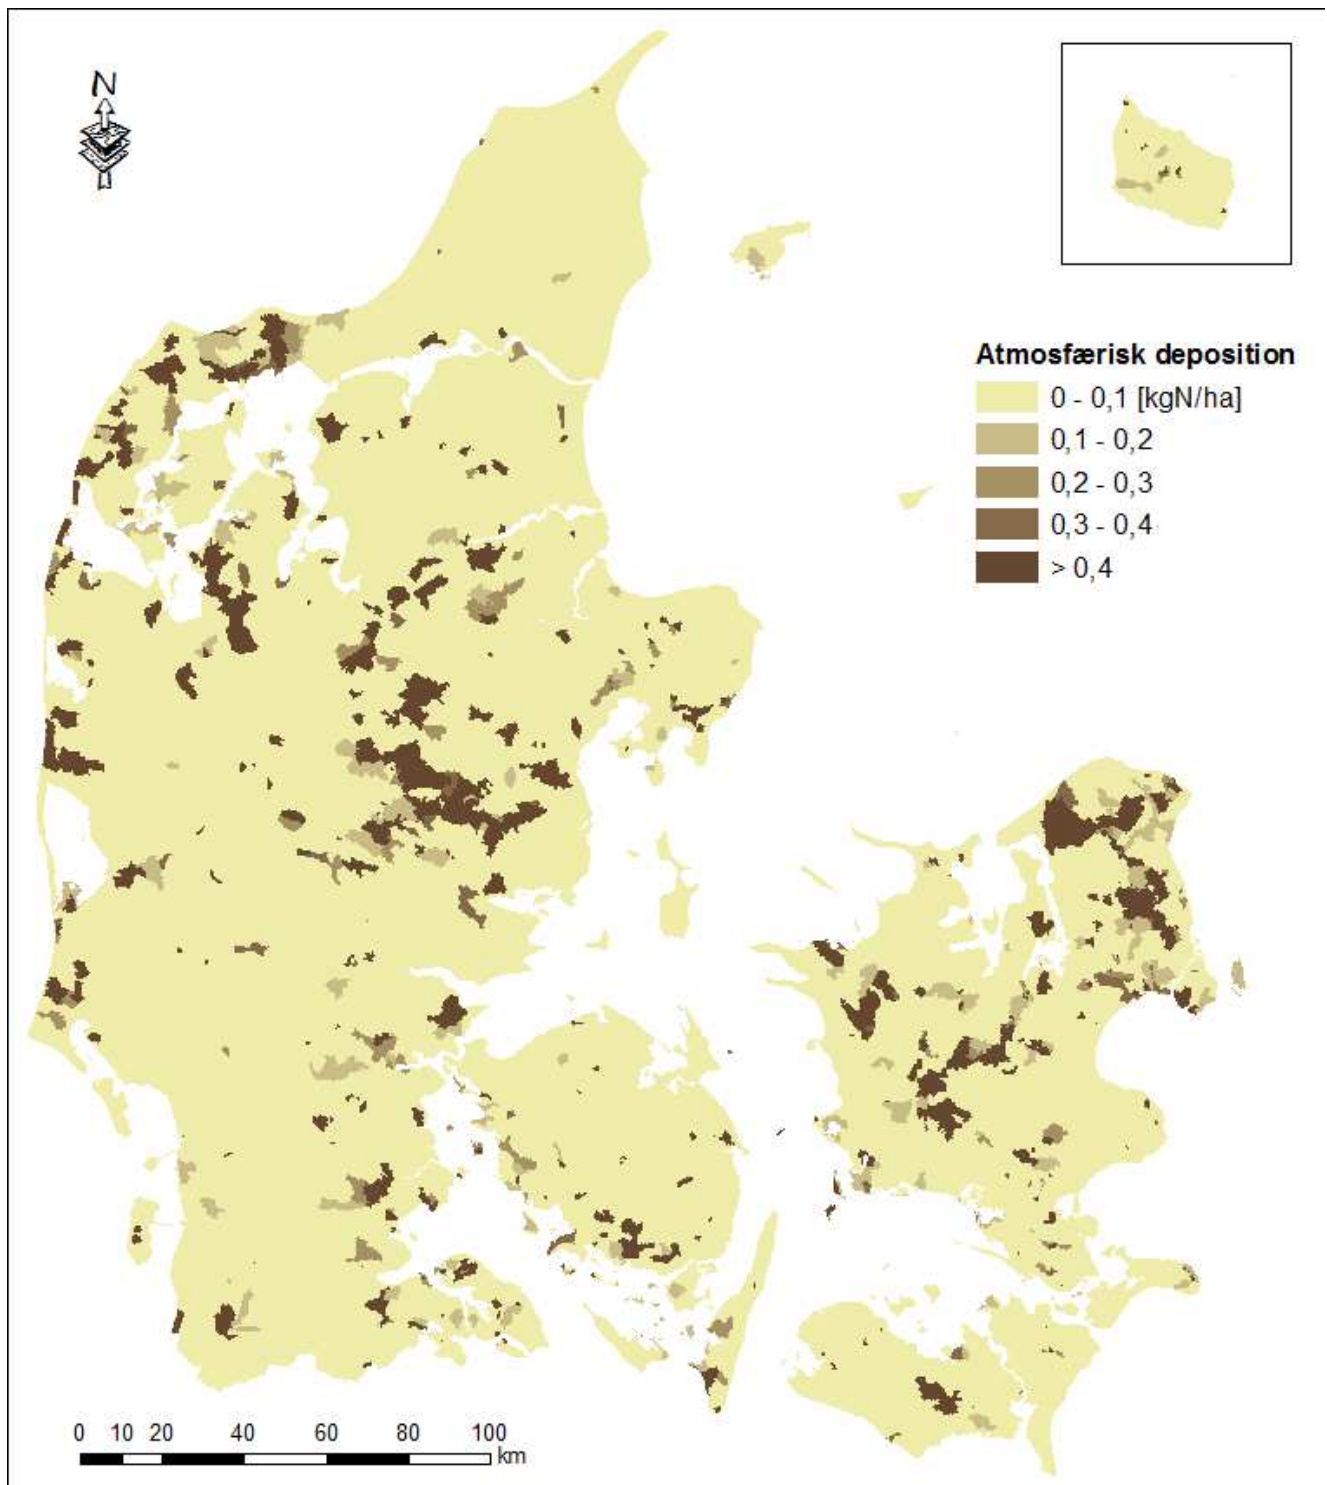 N
Atmosfærisk deposition
0 - 0,1 [kgN/ha]
0,1 - 0,2
0,2 - 0,3
0,3 - 0,4
> 0,4
0 10 20 40 60 80 100
km